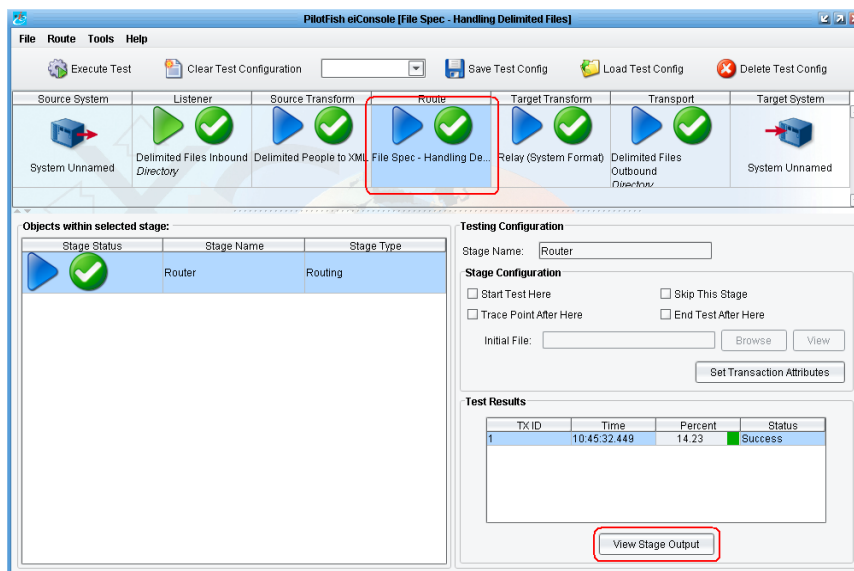 PilotFish eiConsole [File Spec - Handling Delimited Files]
File Route Tools Help
Execute Test Clear Test Configuration Save Test Config Load Test Config Delete Test Config
Source System Listener Source Transform Route Target Transform Transport Target System
System Unnamed
Delimited Files Inbound
Directory
Delimited People to XML
File Spec - Handling De...
Relay (System Format)
Delimited Files
Outbound
Directory
System Unnamed
Objects within selected stage:
Stage Status Stage Name Stage Type
Router Routing
Testing Configuration
Stage Name: Router
Stage Configuration
Start Test Here Skip This Stage
Trace Point After Here End Test After Here
Initial File: Browse View
Set Transaction Attributes
Test Results
TX ID Time Percent Status
1 10:45:32.449 14.23 Success
View Stage Output